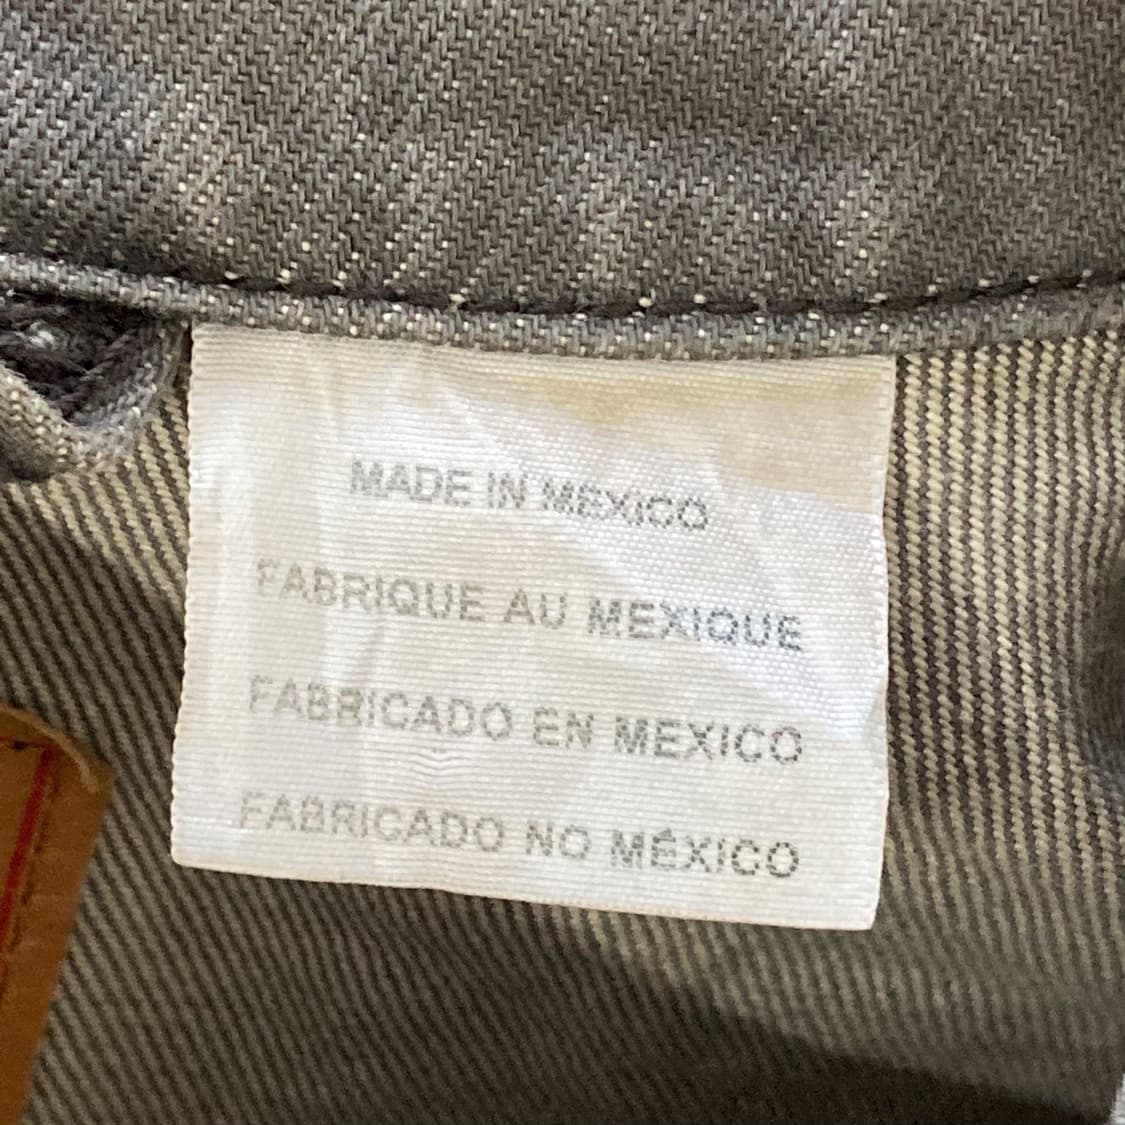 MADE IN MEXICO
FABRIQUE AU MEXIQUE
FABRICADO EN MEXICO
FABRICADO NO MÉXICO